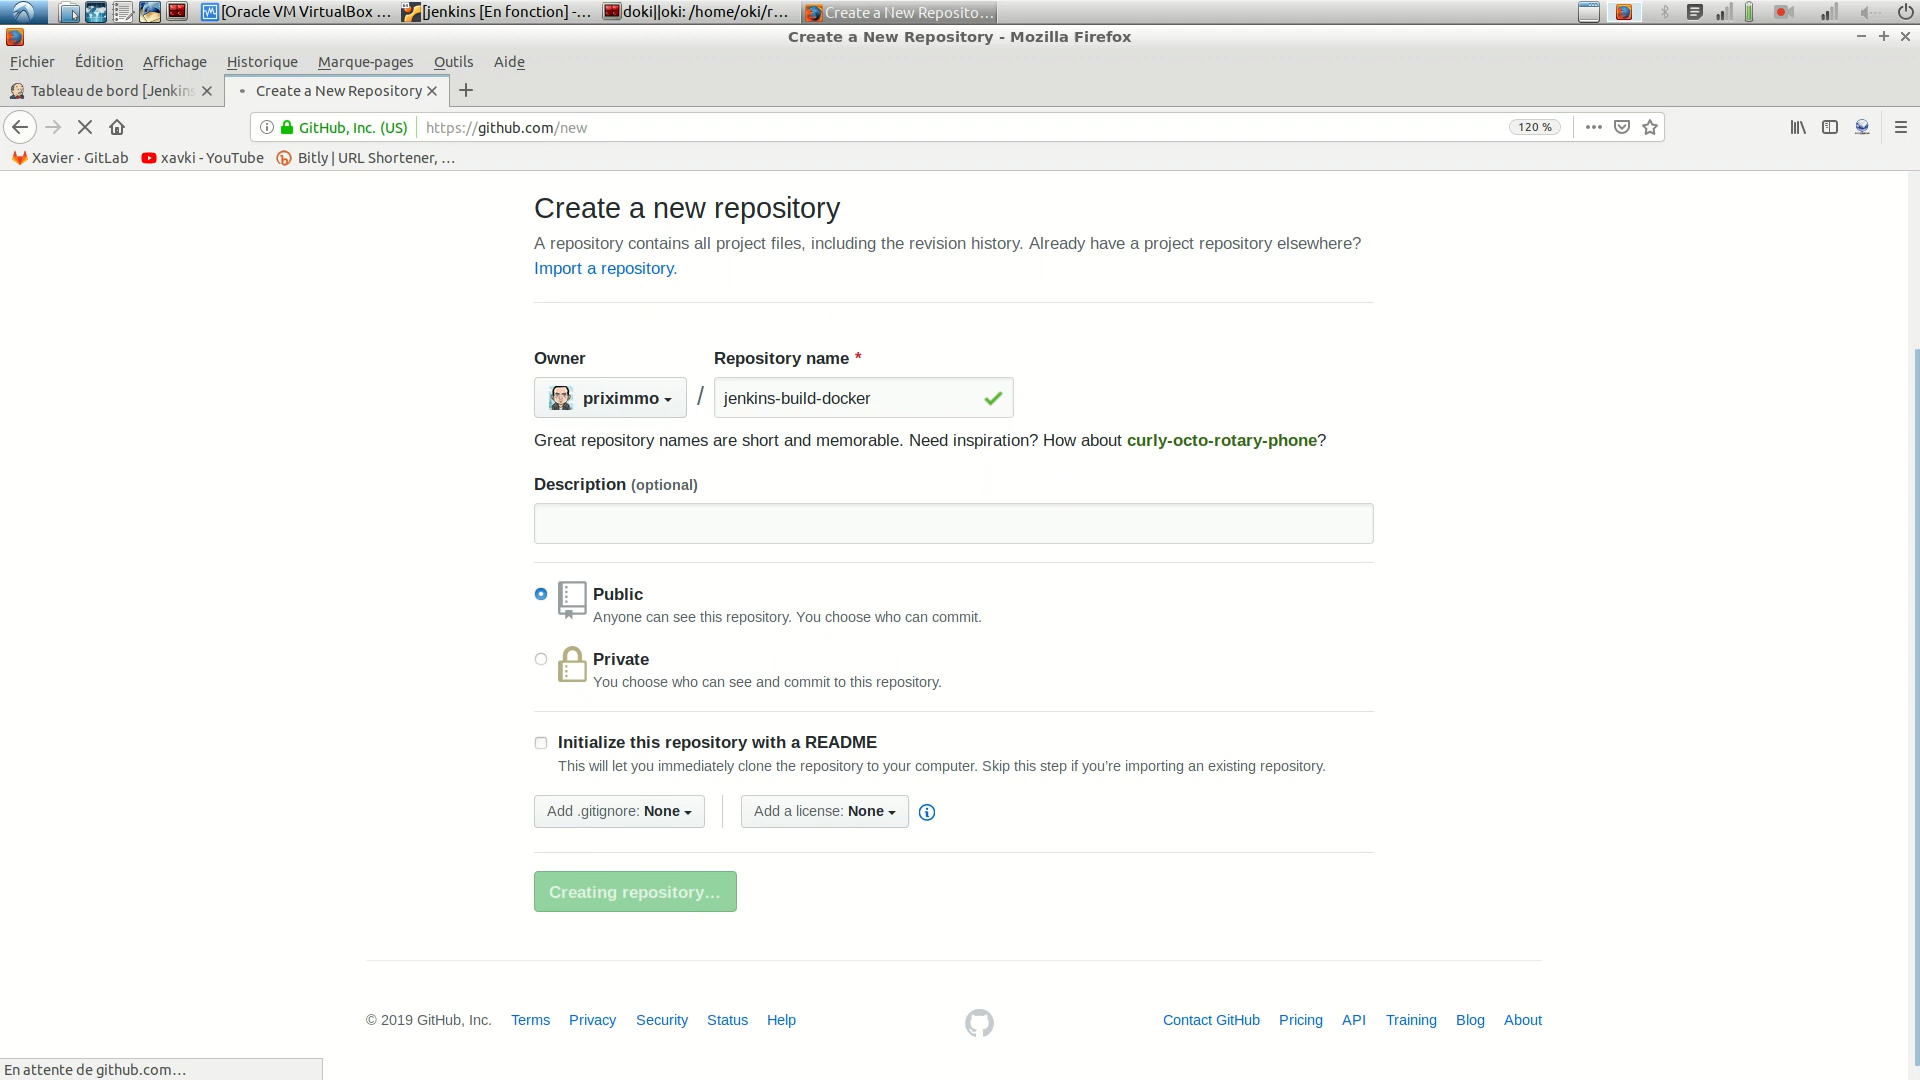 [Oracle VM VirtualBox ...
[jenkins [En fonction] -...
doki||oki: /home/oki/r...
Create a New Reposito...
Create a New Repository - Mozilla Firefox
Fichier Édition Affichage Historique Marque-pages Outils Aide
Tableau de bord [Jenkins
Create a New Repository
GitHub, Inc. (US)
https://github.com/new
120 %
Xavier · GitLab
xavki - YouTube
Bitly | URL Shortener, ...
Create a new repository
A repository contains all project files, including the revision history. Already have a project repository elsewhere?
Import a repository.
Owner
Repository name *
priximmo
/
jenkins-build-docker
Great repository names are short and memorable. Need inspiration? How about curly-octo-rotary-phone?
Description (optional)
Public
Anyone can see this repository. You choose who can commit.
Private
You choose who can see and commit to this repository.
Initialize this repository with a README
This will let you immediately clone the repository to your computer. Skip this step if you’re importing an existing repository.
Add .gitignore: None
Add a license: None
Creating repository…
© 2019 GitHub, Inc. Terms Privacy Security Status Help
Contact GitHub Pricing API Training Blog About
En attente de github.com…